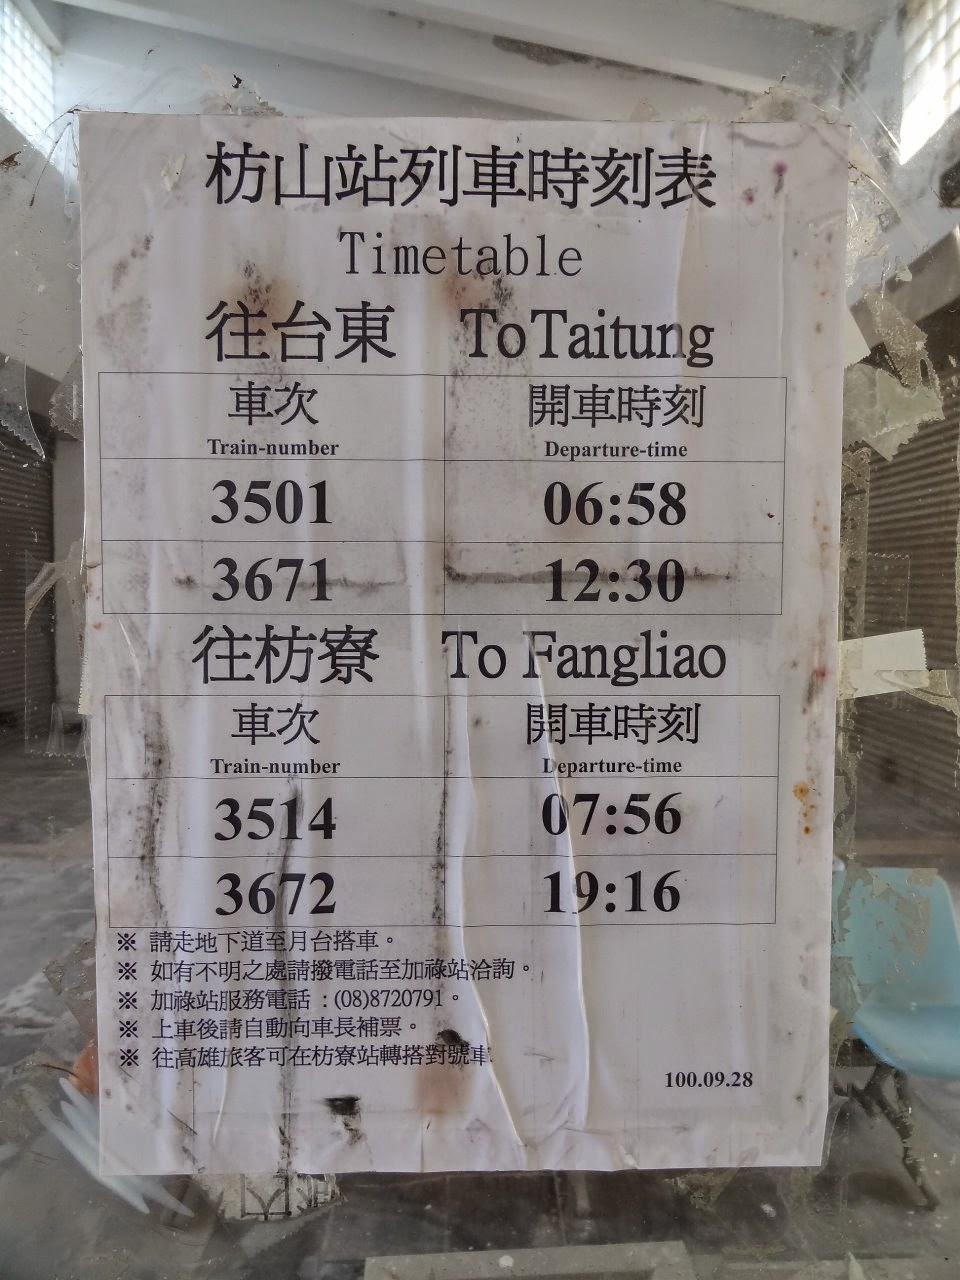 枋山站列車時刻表
Timetable
往台東 To Taitung
車次 開車時刻
Train-number Departure-time
3501 06:58
3671 12:30
往枋寮 To Fangliao
車次 開車時刻
Train-number Departure-time
3514 07:56
3672 19:16
※ 請走地下道至月台搭車。
※ 如有不明之處請撥電話至加祿站洽詢。
※ 加祿站服務電話：(08)8720791。
※ 上車後請自動向車長補票。
※ 往高雄旅客可在枋寮站轉搭對號車
100.09.28